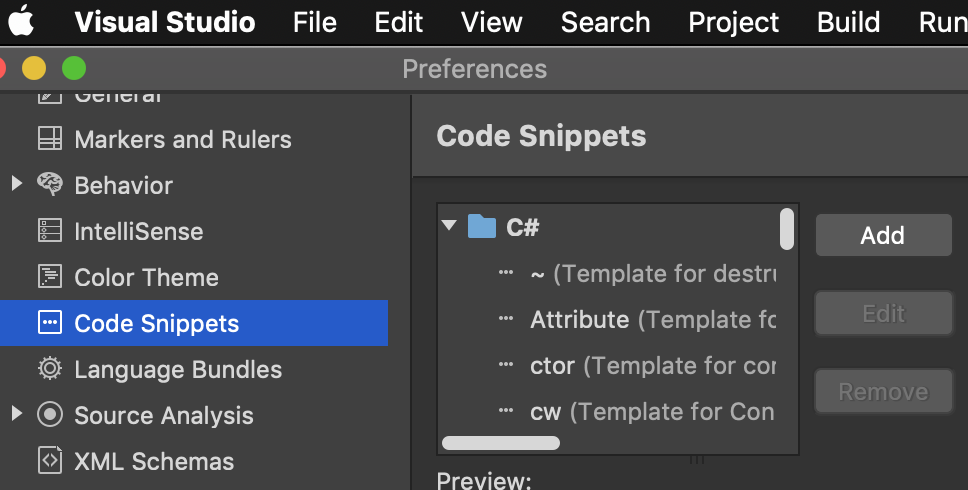 Visual Studio File Edit View Search Project Build Run
Preferences
General
Markers and Rulers
Behavior
IntelliSense
Color Theme
Code Snippets
Language Bundles
Source Analysis
XML Schemas
Code Snippets
C#
~ (Template for destru
Attribute (Template fo
ctor (Template for con
cw (Template for Con
Add
Edit
Remove
Preview: